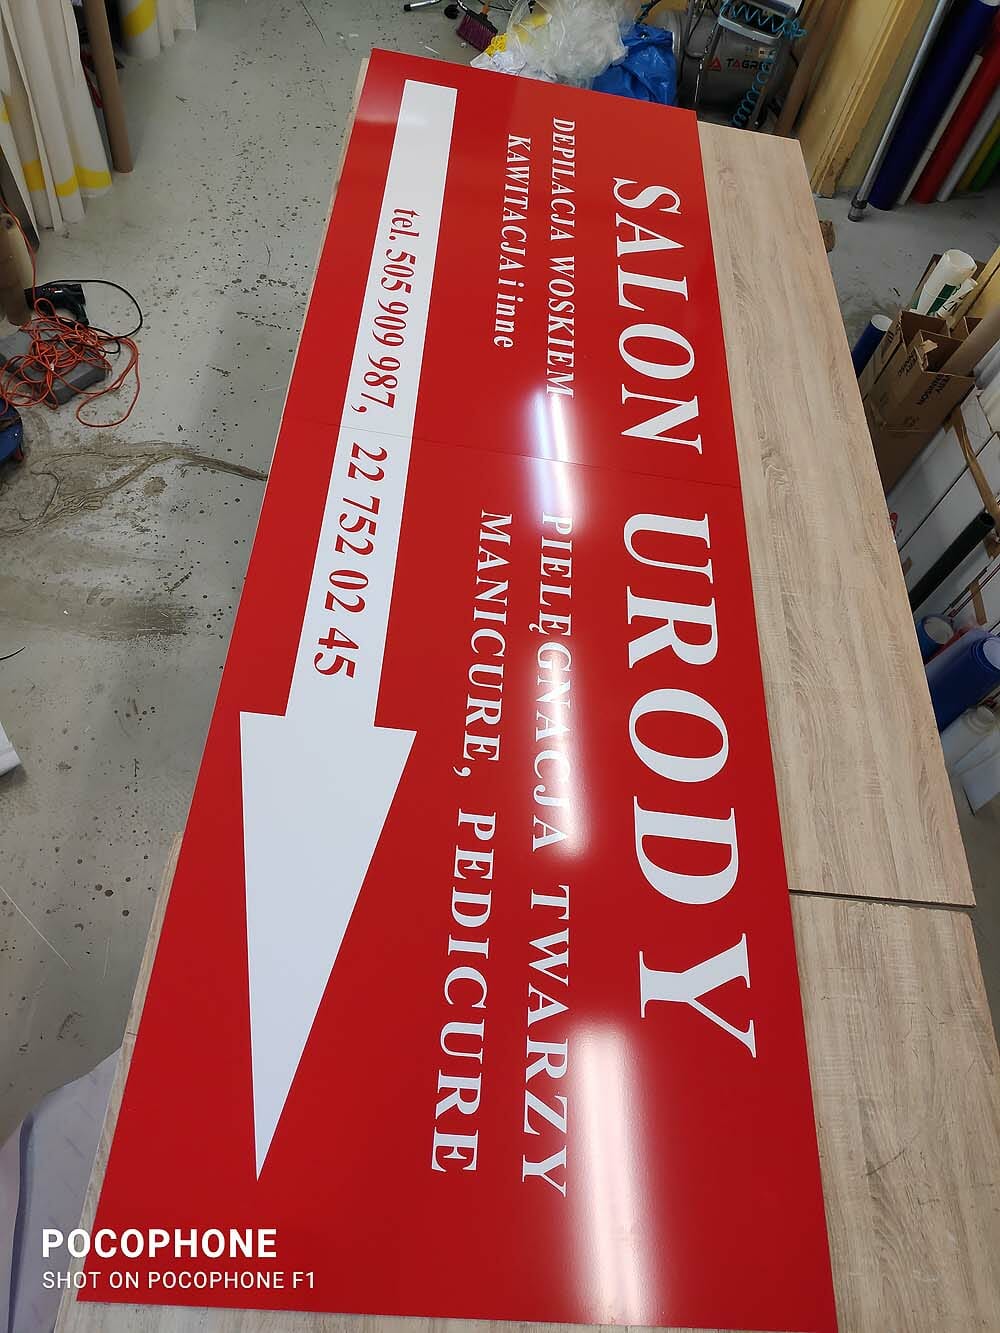 SALON URODY
DEPILACJA WOSKIEM
KAWITACJA i inne
PIELĘGNACJA TWARZY
MANICURE, PEDICURE
tel. 505 909 987, 22 752 02 45
POCOPHONE
SHOT ON POCOPHONE F1